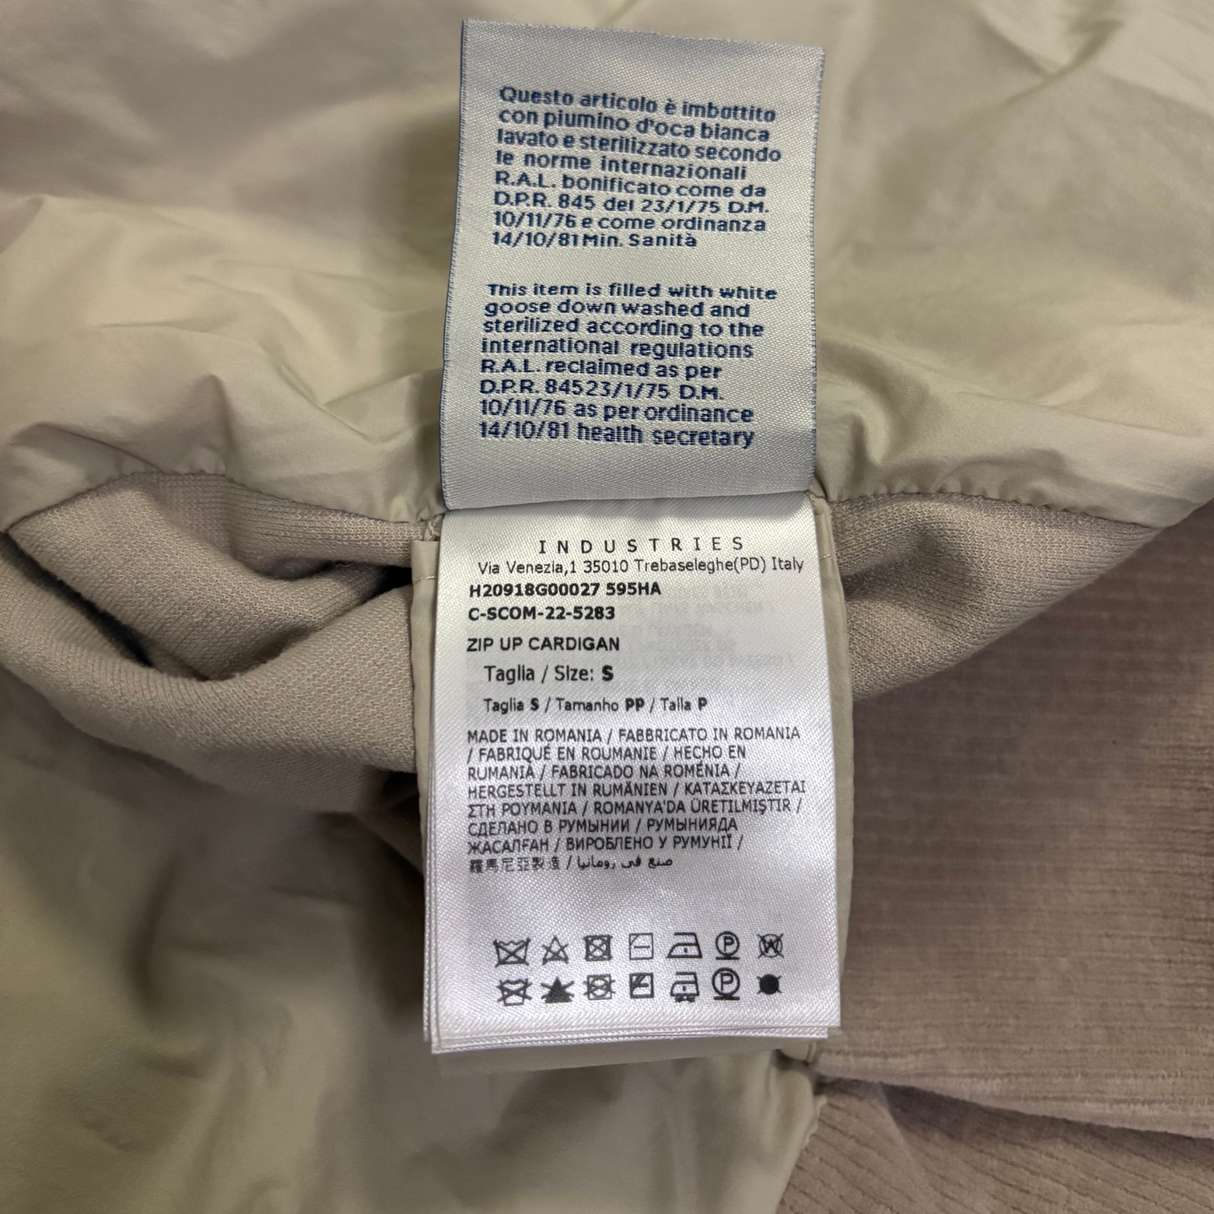 Questo articolo è imbottito
con piumino d'oca bianca
lavato e sterilizzato secondo
le norme internazionali
R.A.L. bonificato come da
D.P.R. 845 del 23/1/75 D.M.
10/11/76 e come ordinanza
14/10/81 Min. Sanità
This item is filled with white
goose down washed and
sterilized according to the
international regulations
R.A.L. reclaimed as per
D.P.R. 84523/1/75 D.M.
10/11/76 as per ordinance
14/10/81 health secretary
INDUSTRIES
Via Venezia,1 35010 Trebaseleghe(PD) Italy
H20918G00027 595HA
C-SCOM-22-5283
ZIP UP CARDIGAN
Taglia / Size: S
Taglia S / Tamanho PP / Talla P
MADE IN ROMANIA / FABBRICATO IN ROMANIA
/ FABRIQUÉ EN ROUMANIE / HECHO EN
RUMANIA / FABRICADO NA ROMÉNIA /
HERGESTELLT IN RUMÄNIEN / ΚΑΤΑΣΚΕΥΑΖΕΤΑΙ
ΣΤΗ ΡΟΥΜΑΝΙΑ / ROMANYA'DA ÜRETILMIŞTIR /
СДЕЛАНО В РУМЫНИИ / РУМЫНИЯДА
ЖАСАЛҒАН / ВИРОБЛЕНО У РУМУНІЇ /
羅馬尼亞製造 / صنع في رومانيا
P W
P